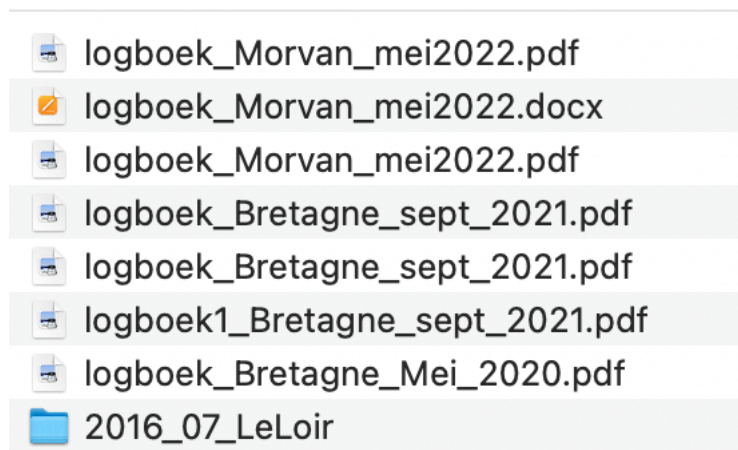 logboek_Morvan_mei2022.pdf
logboek_Morvan_mei2022.docx
logboek_Morvan_mei2022.pdf
logboek_Bretagne_sept_2021.pdf
logboek_Bretagne_sept_2021.pdf
logboek1_Bretagne_sept_2021.pdf
logboek_Bretagne_Mei_2020.pdf
2016_07_LeLoir